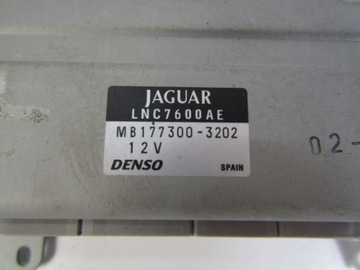 JAGUAR
LNC7600AE
MB177300-3202
12V
DENSO SPAIN
02-